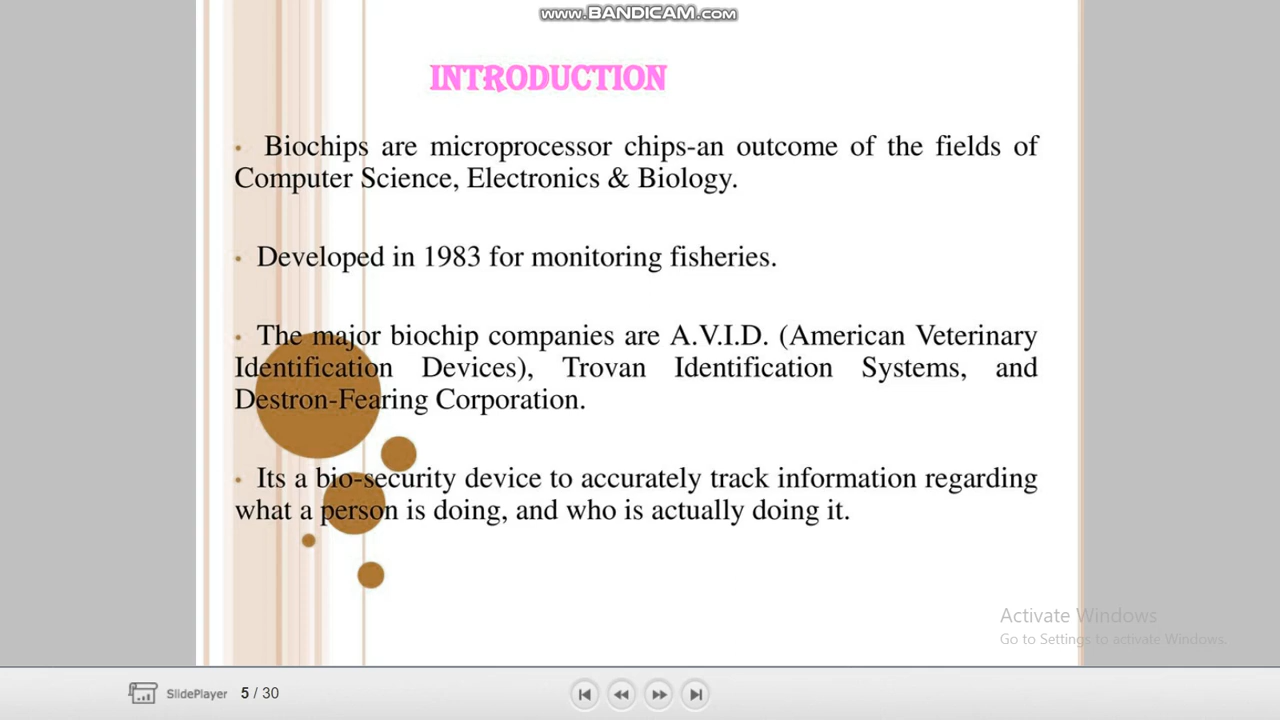 www.BANDICAM.com
INTRODUCTION
• Biochips are microprocessor chips-an outcome of the fields of
Computer Science, Electronics & Biology.
• Developed in 1983 for monitoring fisheries.
• The major biochip companies are A.V.I.D. (American Veterinary
Identification Devices), Trovan Identification Systems, and
Destron-Fearing Corporation.
• Its a bio-security device to accurately track information regarding
what a person is doing, and who is actually doing it.
Activate Windows
Go to Settings to activate Windows.
SlidePlayer 5 / 30